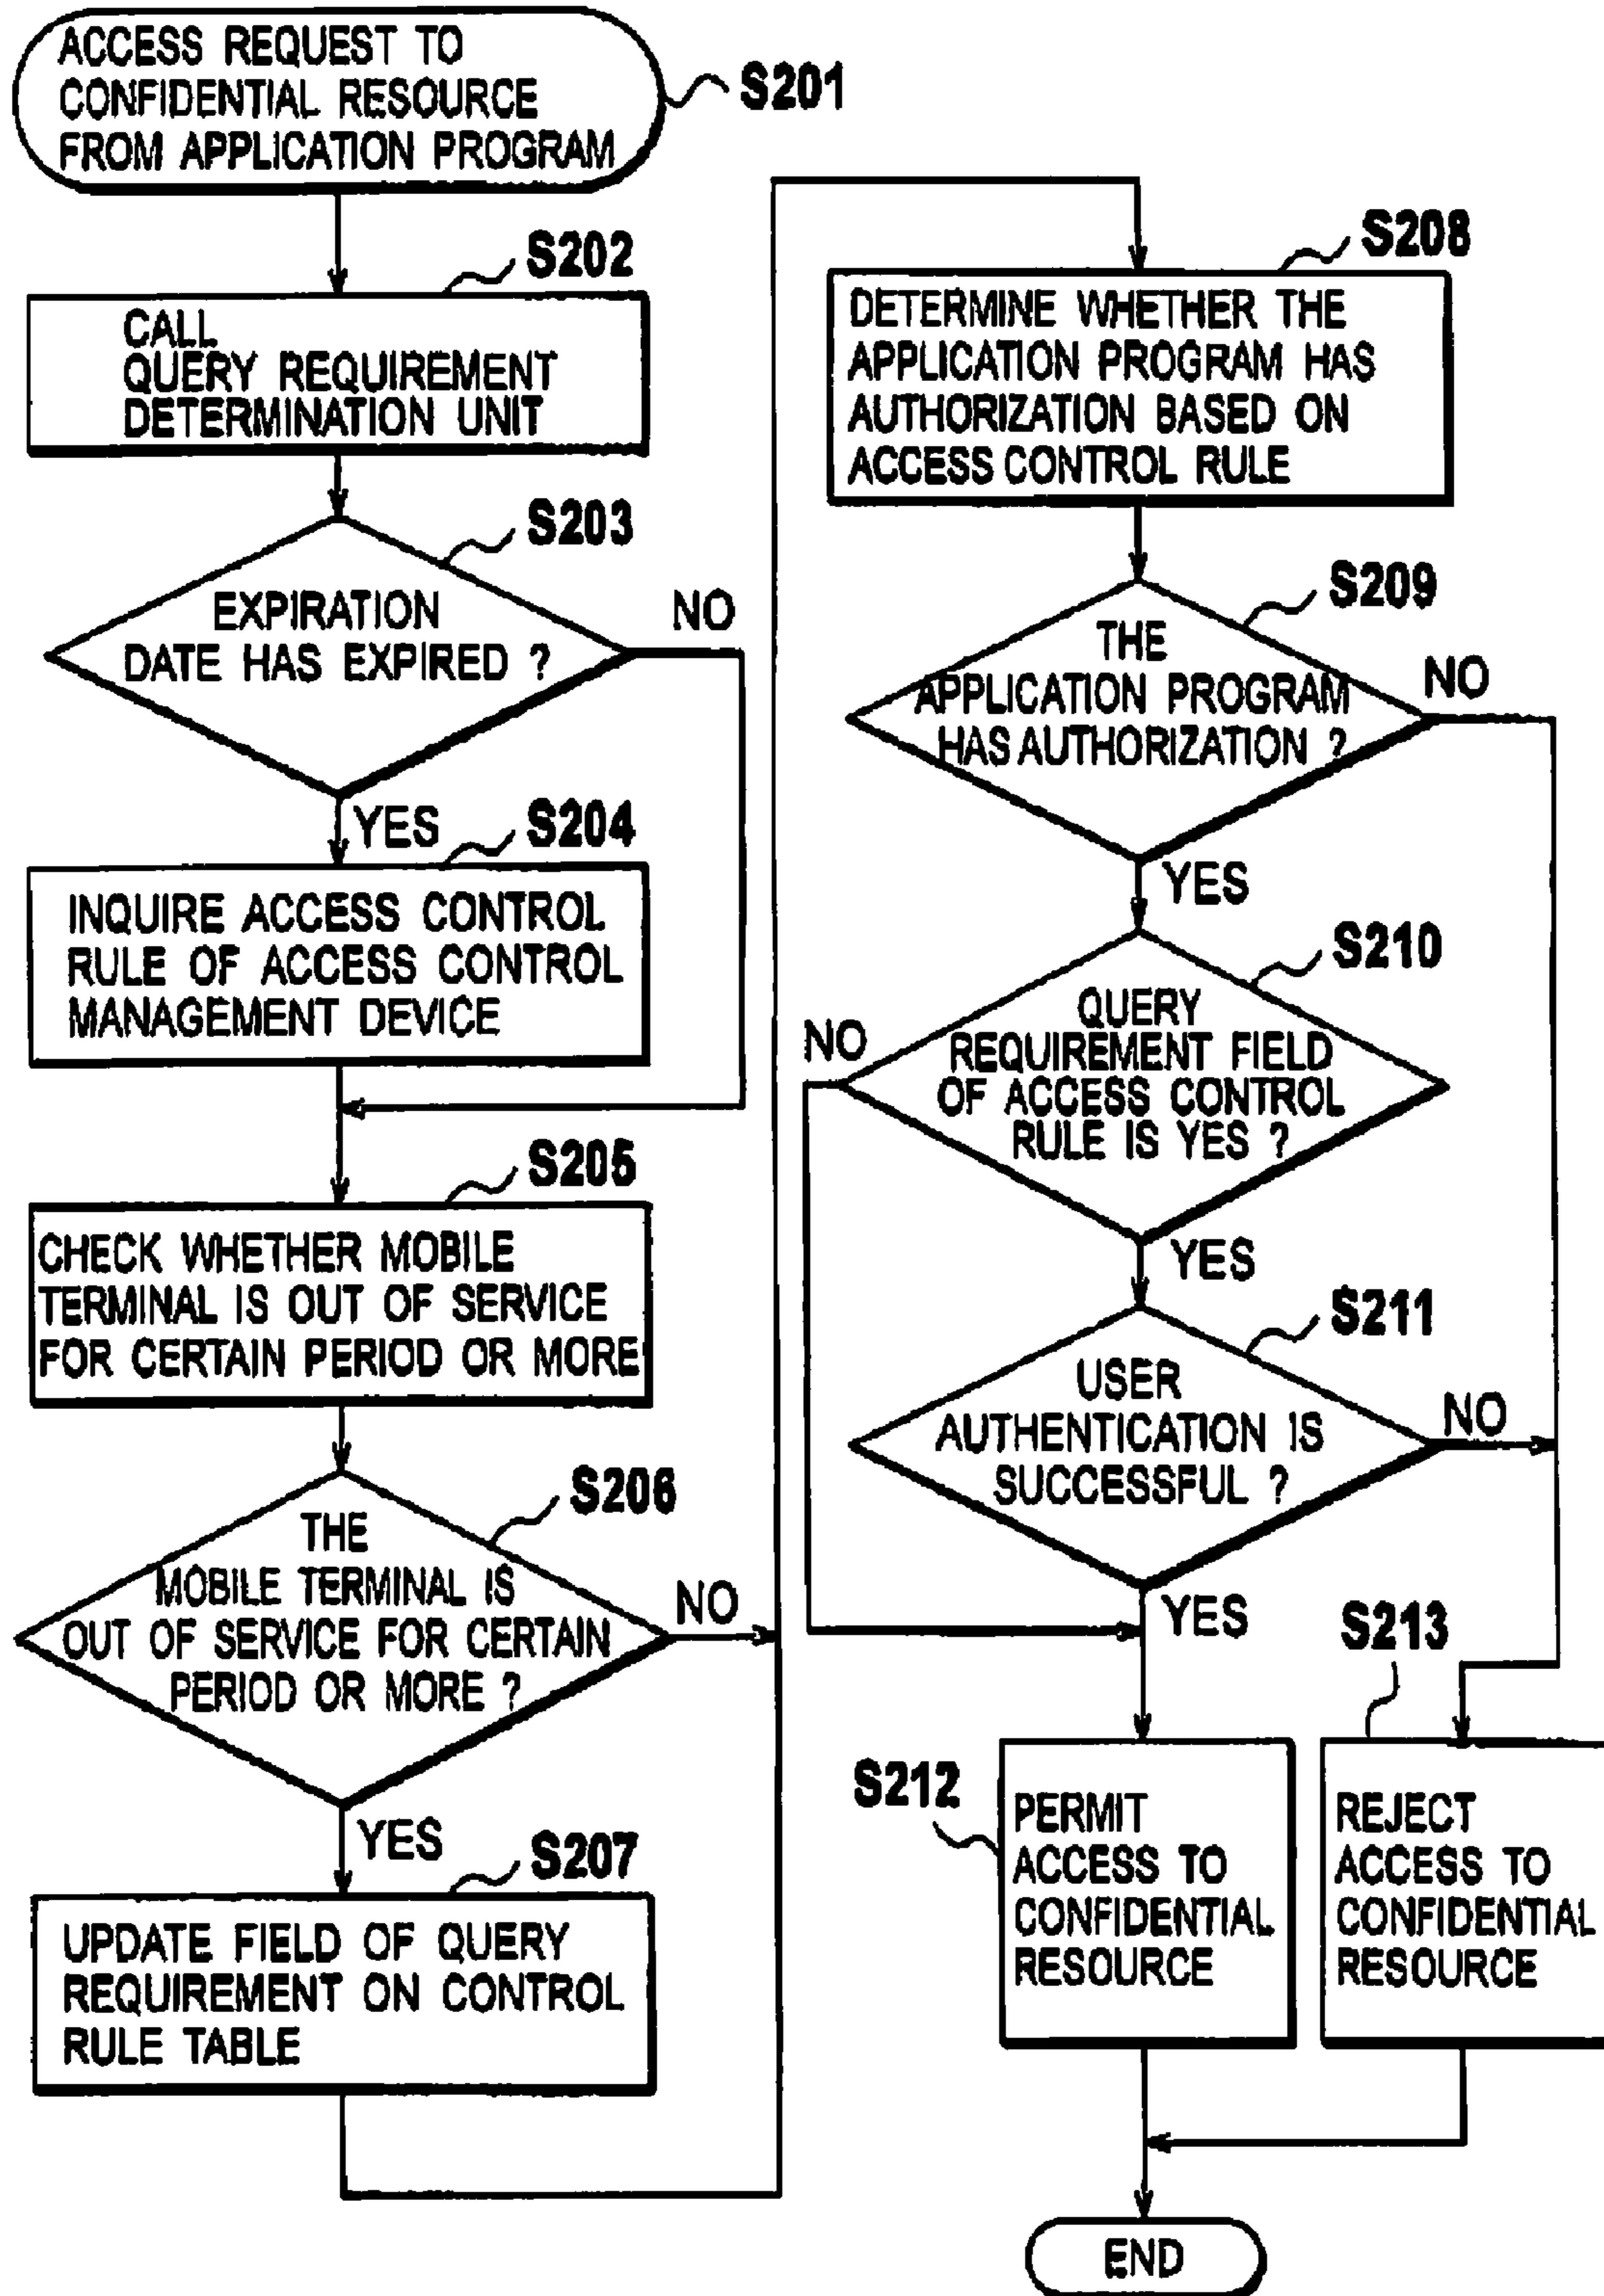 ACCESS REQUEST TO
CONFIDENTIAL RESOURCE
FROM APPLICATION PROGRAM
S201
S202
CALL
QUERY REQUIREMENT
DETERMINATION UNIT
S203
EXPIRATION
DATE HAS EXPIRED ?
NO
YES
S204
INQUIRE ACCESS CONTROL
RULE OF ACCESS CONTROL
MANAGEMENT DEVICE
S205
CHECK WHETHER MOBILE
TERMINAL IS OUT OF SERVICE
FOR CERTAIN PERIOD OR MORE
S206
THE
MOBILE TERMINAL IS
OUT OF SERVICE FOR CERTAIN
PERIOD OR MORE ?
NO
YES
S207
UPDATE FIELD OF QUERY
REQUIREMENT ON CONTROL
RULE TABLE
S208
DETERMINE WHETHER THE
APPLICATION PROGRAM HAS
AUTHORIZATION BASED ON
ACCESS CONTROL RULE
S209
THE
APPLICATION PROGRAM
HAS AUTHORIZATION ?
NO
YES
S210
QUERY
REQUIREMENT FIELD
OF ACCESS CONTROL
RULE IS YES ?
NO
YES
S211
USER
AUTHENTICATION IS
SUCCESSFUL ?
NO
YES
S212
PERMIT
ACCESS TO
CONFIDENTIAL
RESOURCE
S213
REJECT
ACCESS TO
CONFIDENTIAL
RESOURCE
END